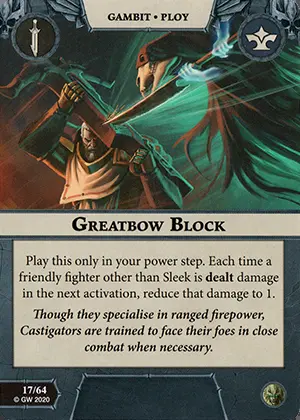 GAMBIT • PLOY
GREATBOW BLOCK
Play this only in your power step. Each time a
friendly fighter other than Sleek is dealt damage
in the next activation, reduce that damage to 1.
Though they specialise in ranged firepower,
Castigators are trained to face their foes in close
combat when necessary.
17/64
© GW 2020